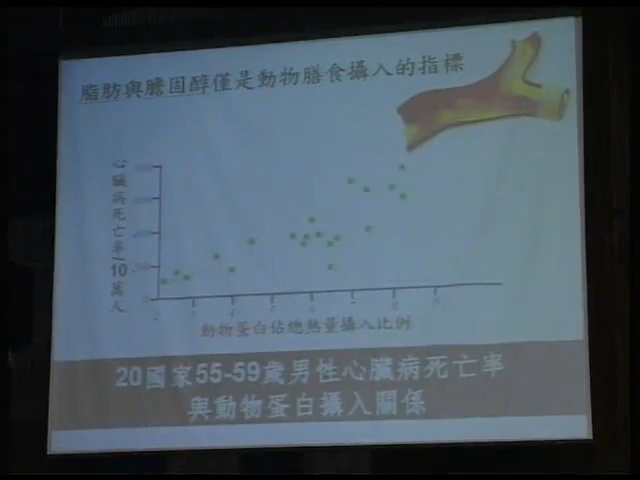 脂肪與膽固醇僅是動物膳食攝入的指標
心臟病死亡率/10萬人
動物蛋白佔總熱量攝入比例
20國家55-59歲男性心臟病死亡率
與動物蛋白攝入關係